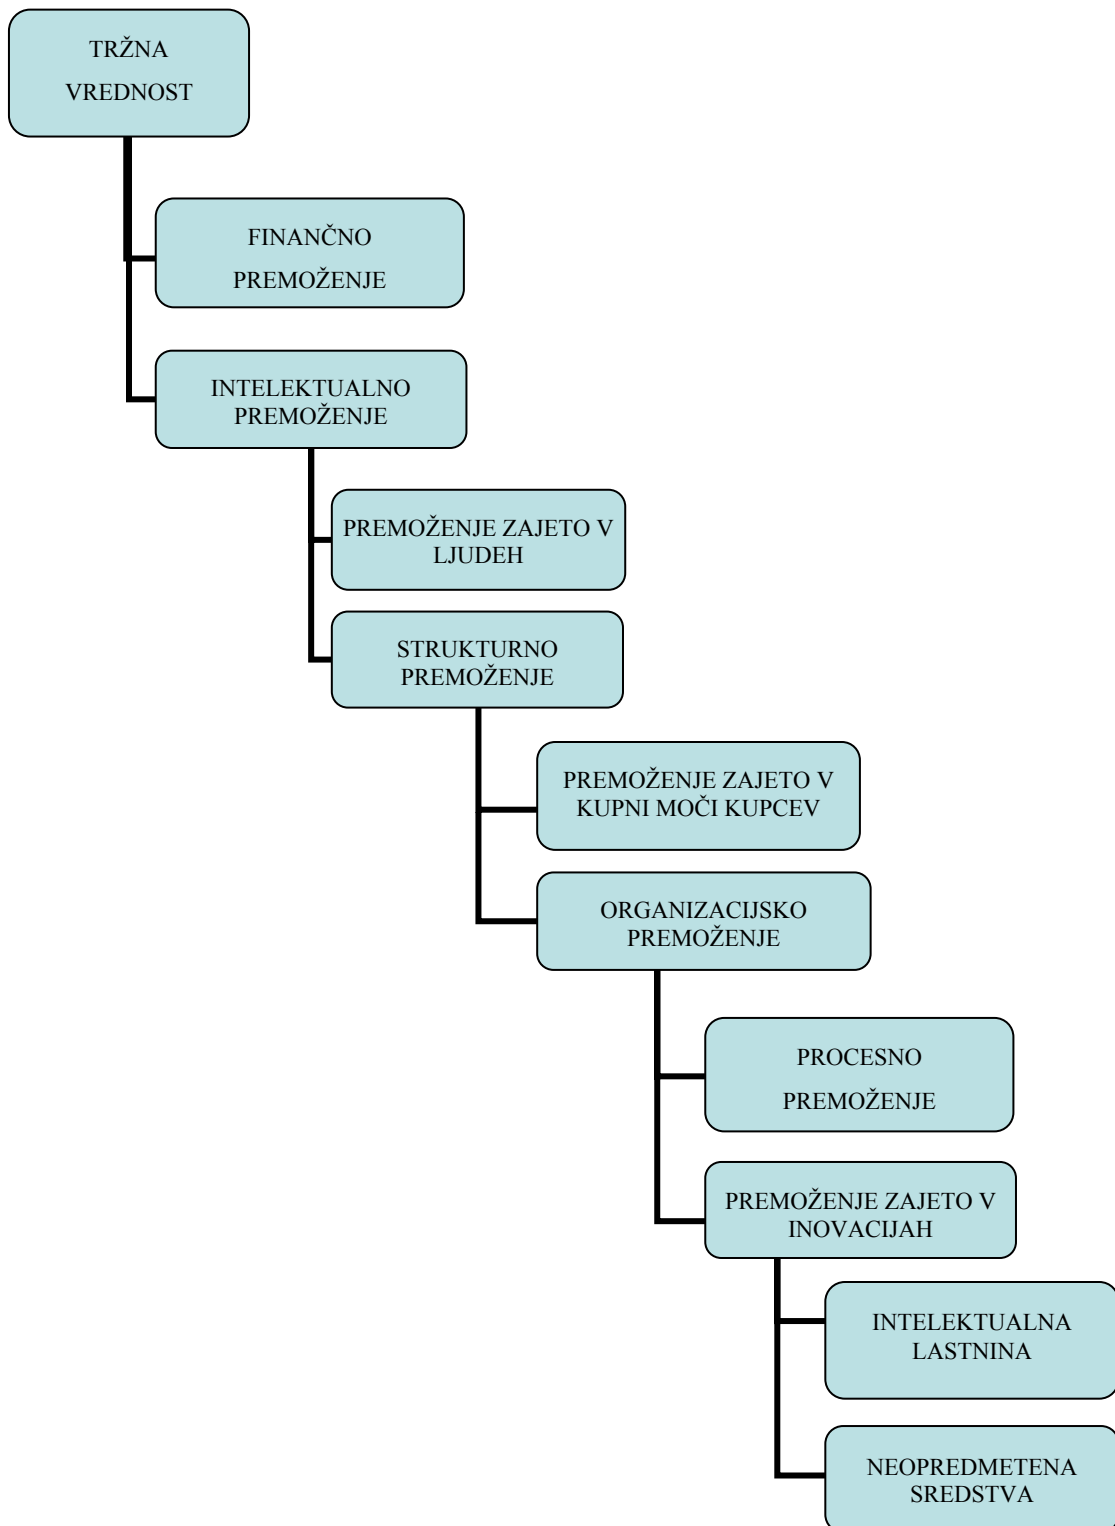 TRŽNA
VREDNOST
FINANČNO
PREMOŽENJE
INTELEKTUALNO
PREMOŽENJE
PREMOŽENJE ZAJETO V
LJUDEH
STRUKTURNO
PREMOŽENJE
PREMOŽENJE ZAJETO V
KUPNI MOČI KUPCEV
ORGANIZACIJSKO
PREMOŽENJE
PROCESNO
PREMOŽENJE
PREMOŽENJE ZAJETO V
INOVACIJAH
INTELEKTUALNA
LASTNINA
NEOPREDMETENA
SREDSTVA